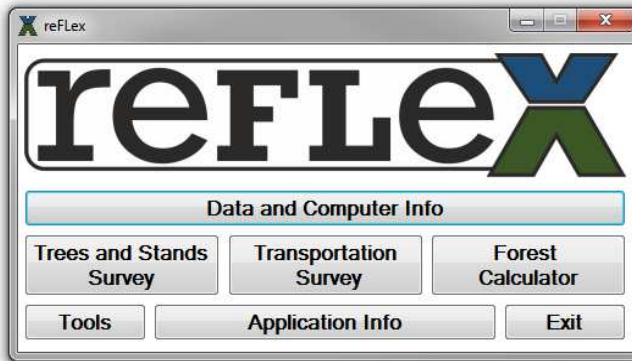 reFLex
reFLex
Data and Computer Info
Trees and Stands
Survey
Transportation
Survey
Forest
Calculator
Tools
Application Info
Exit